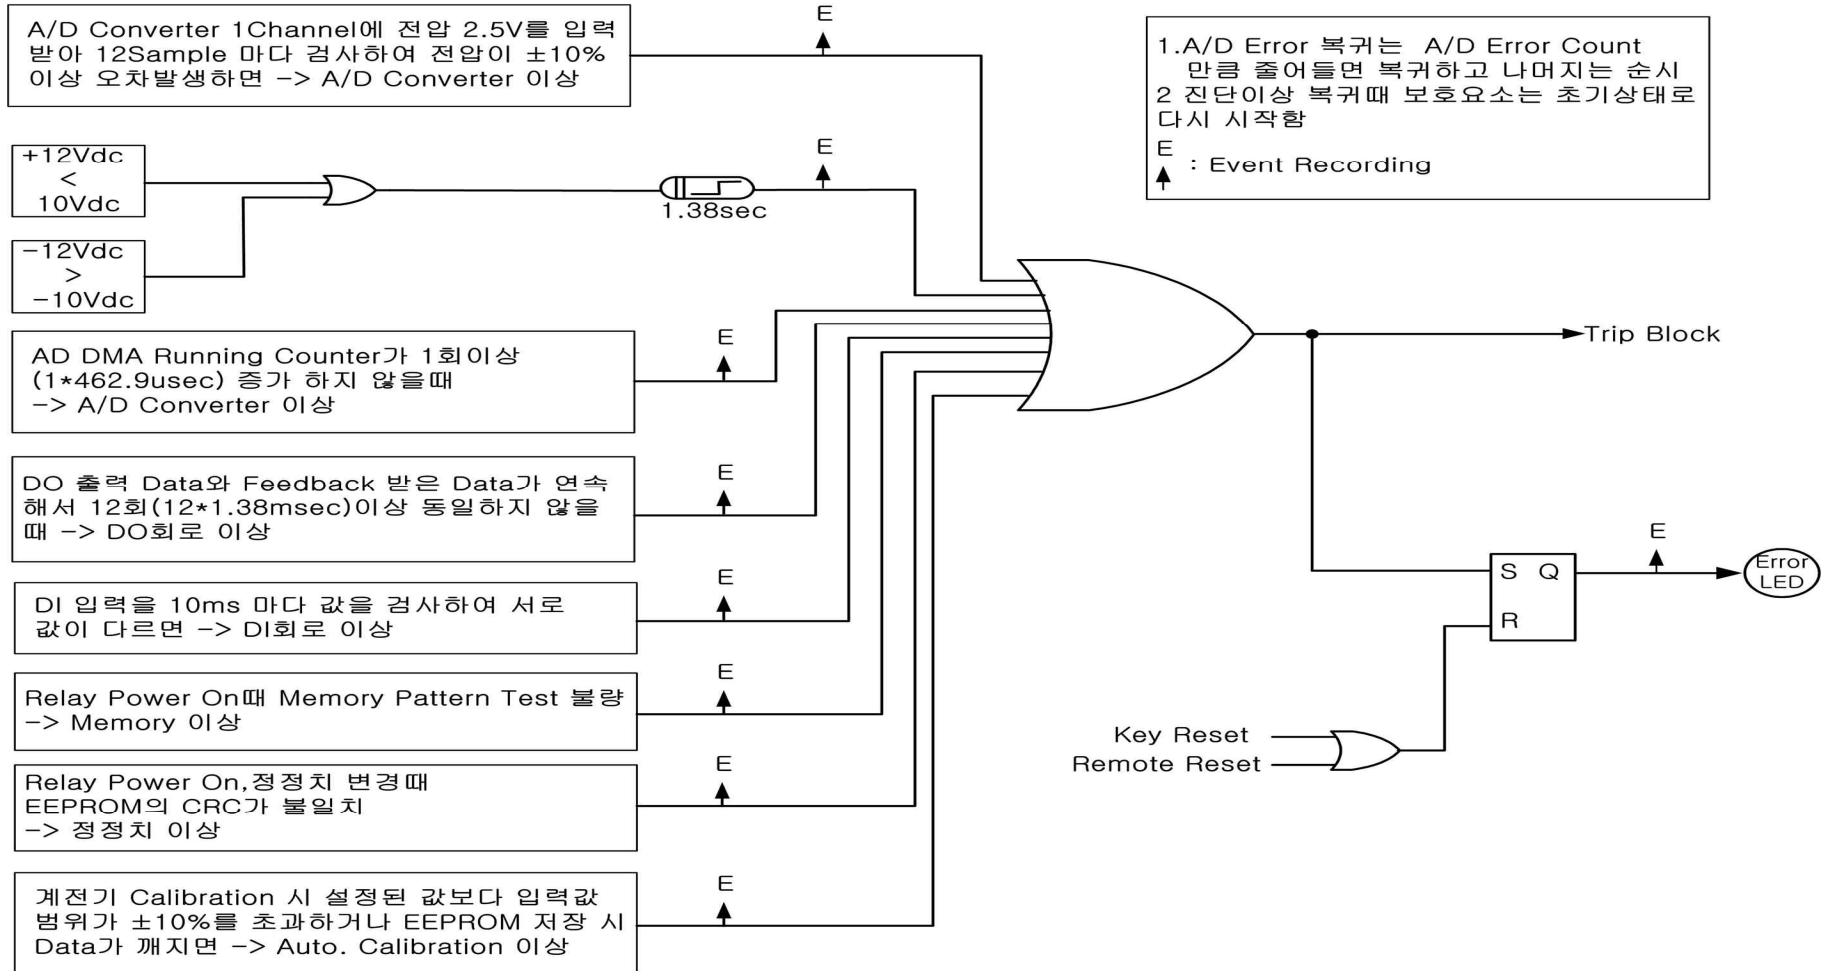 A/D Converter 1Channel에 전압 2.5V를 입력
받아 12Sample 마다 검사하여 전압이 ±10%
이상 오차발생하면 -> A/D Converter 이상
E
1.A/D Error 복귀는 A/D Error Count
만큼 줄어들면 복귀하고 나머지는 순시
2 진단이상 복귀때 보호요소는 초기상태로
다시 시작함
E
: Event Recording
+12Vdc
<
10Vdc
E
1.38sec
-12Vdc
>
-10Vdc
AD DMA Running Counter가 1회이상
(1*462.9usec) 증가 하지 않을때
-> A/D Converter 이상
E
Trip Block
DO 출력 Data와 Feedback 받은 Data가 연속
해서 12회(12*1.38msec)이상 동일하지 않을
때 -> DO회로 이상
E
DI 입력을 10ms 마다 값을 검사하여 서로
값이 다르면 -> DI회로 이상
E
S Q
R
E
Error
LED
Relay Power On때 Memory Pattern Test 불량
-> Memory 이상
E
Key Reset
Remote Reset
Relay Power On,정정치 변경때
EEPROM의 CRC가 불일치
-> 정정치 이상
E
계전기 Calibration 시 설정된 값보다 입력값
범위가 ±10%를 초과하거나 EEPROM 저장 시
Data가 깨지면 -> Auto. Calibration 이상
E